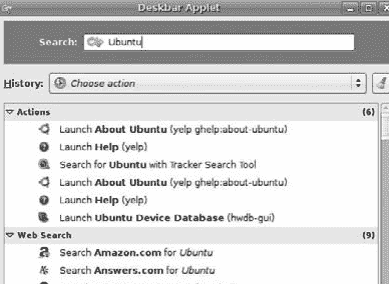 Deskbar Applet
Search: Ubuntu
History: Choose action
Actions (6)
Launch About Ubuntu (yelp ghelp:about-ubuntu)
Launch Help (yelp)
Search for Ubuntu with Tracker Search Tool
Launch About Ubuntu (yelp ghelp:about-ubuntu)
Launch Help (yelp)
Launch Ubuntu Device Database (hwdb-gui)
Web Search (9)
Search Amazon.com for Ubuntu
Search Answers.com for Ubuntu